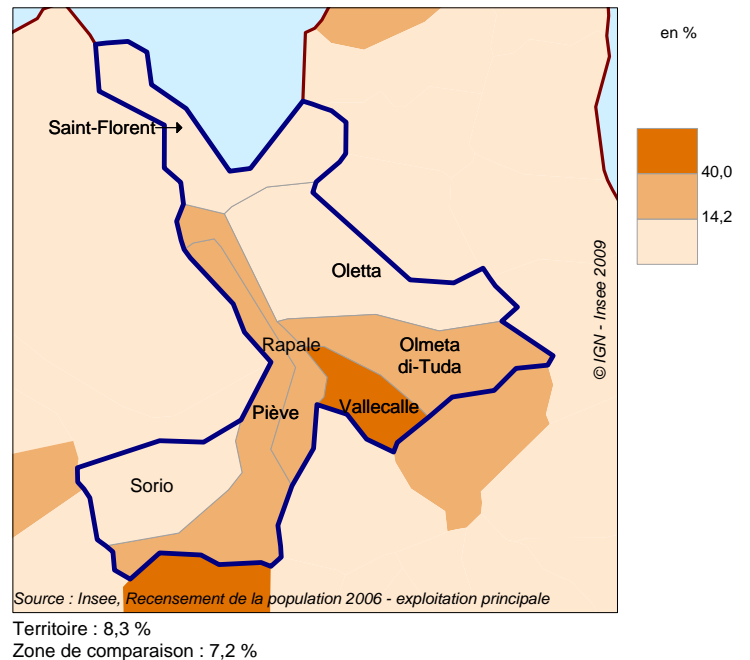 en %
Saint-Florent
40,0
14,2
Oletta
© IGN - Insee 2009
Rapale
Olmeta
di-Tuda
Vallecalle
Piève
Sorio
Source : Insee, Recensement de la population 2006 - exploitation principale
Territoire : 8,3 %
Zone de comparaison : 7,2 %